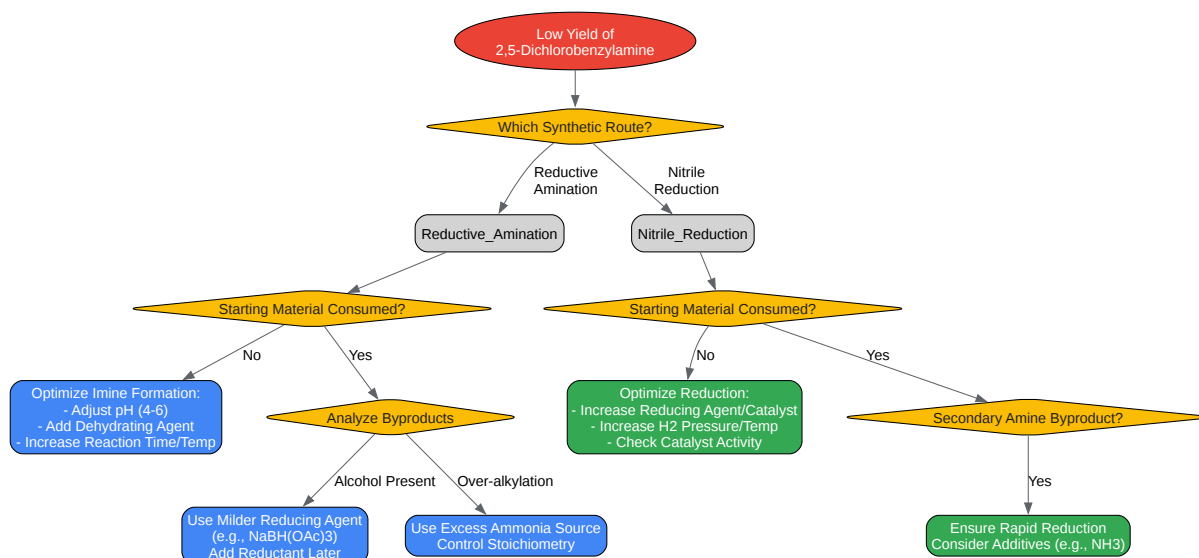 Low Yield of
2,5-Dichlorobenzylamine
Which Synthetic Route?
Reductive
Amination
Nitrile
Reduction
Reductive_Amination
Nitrile_Reduction
Starting Material Consumed?
Starting Material Consumed?
No
Yes
No
Yes
Optimize Imine Formation:
- Adjust pH (4-6)
- Add Dehydrating Agent
- Increase Reaction Time/Temp
Analyze Byproducts
Optimize Reduction:
- Increase Reducing Agent/Catalyst
- Increase H2 Pressure/Temp
- Check Catalyst Activity
Secondary Amine Byproduct?
Alcohol Present
Over-alkylation
Yes
Use Milder Reducing Agent
(e.g., NaBH(OAc)3)
Add Reductant Later
Use Excess Ammonia Source
Control Stoichiometry
Ensure Rapid Reduction
Consider Additives (e.g., NH3)